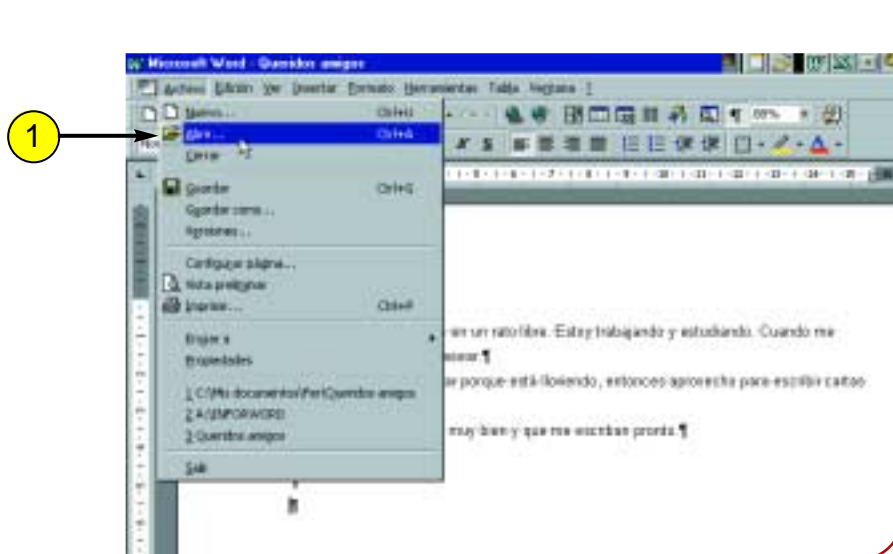 Microsoft Word - Queridos amigos
Archivo Edición Ver Insertar Formato Herramientas Tabla Ventana ?
Nuevo... Ctrl+U
1
Abrir... Ctrl+A
Cerrar
Guardar Ctrl+G
Guardar como...
Versiones...
Configurar página...
Vista preliminar
Imprimir... Ctrl+P
Enviar a
Propiedades
1 C:\Mis documentos\Per\Queridos amigos
2 A:\INFORWORD
3 Queridos amigos
Salir
en un rato libre. Estoy trabajando y estudiando. Cuando me
¶
porque está lloviendo, entonces aprovecho para escribir cartas
muy bien y que me escriban pronto.¶